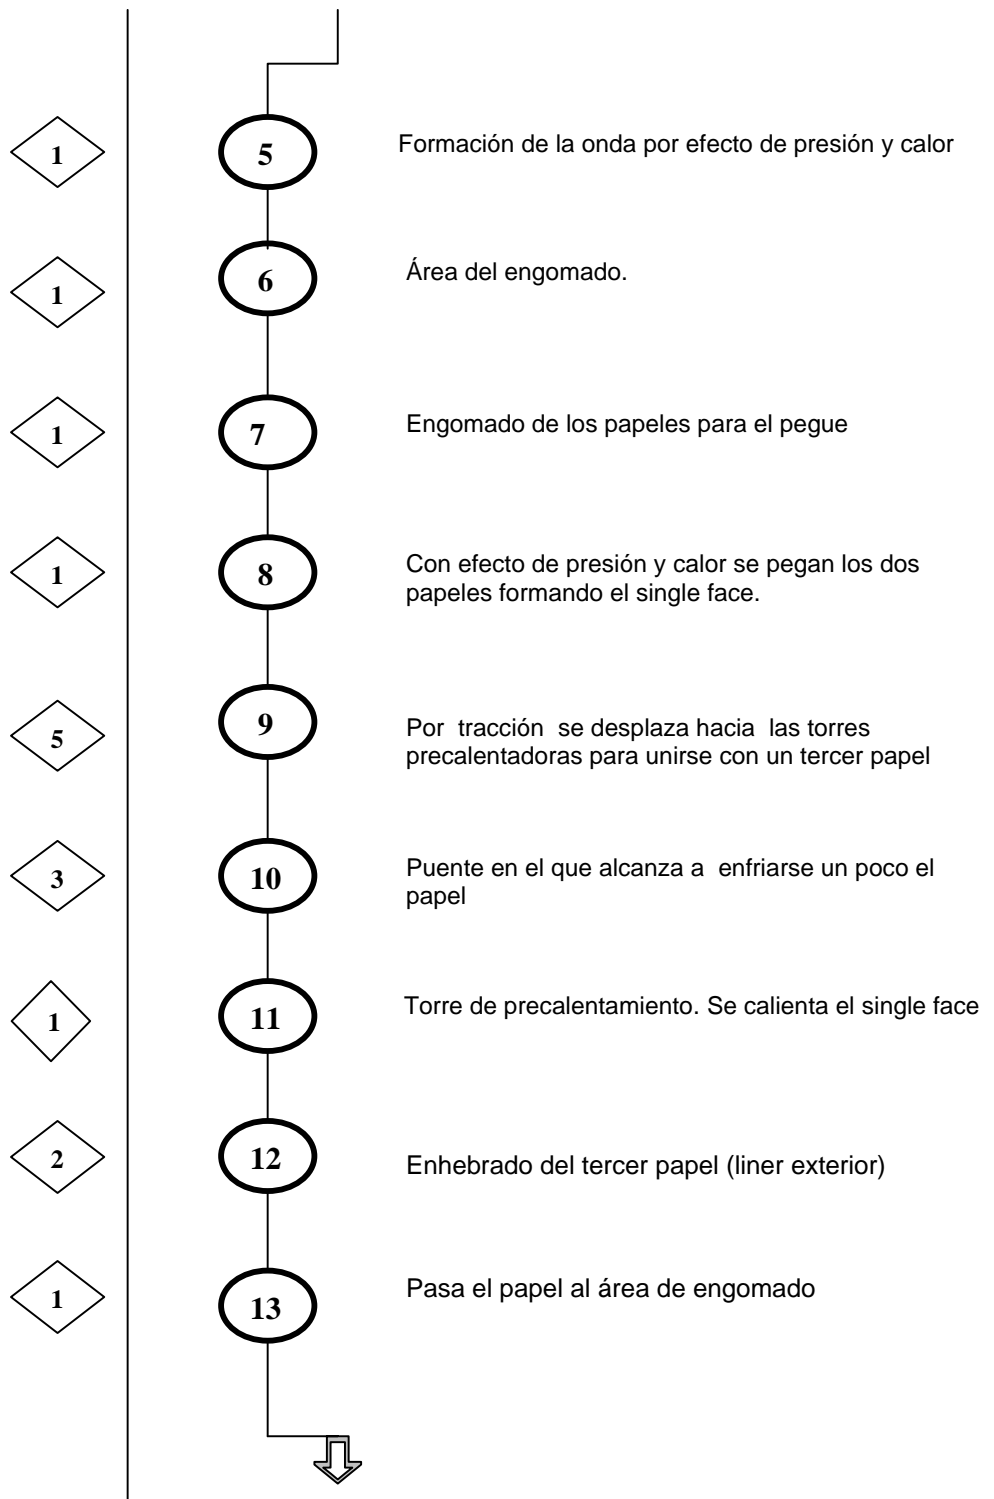 1
5
Formación de la onda por efecto de presión y calor
1
6
Área del engomado.
1
7
Engomado de los papeles para el pegue
1
8
Con efecto de presión y calor se pegan los dos
papeles formando el single face.
5
9
Por tracción se desplaza hacia las torres
precalentadoras para unirse con un tercer papel
3
10
Puente en el que alcanza a enfriarse un poco el
papel
1
11
Torre de precalentamiento. Se calienta el single face
2
12
Enhebrado del tercer papel (liner exterior)
1
13
Pasa el papel al área de engomado